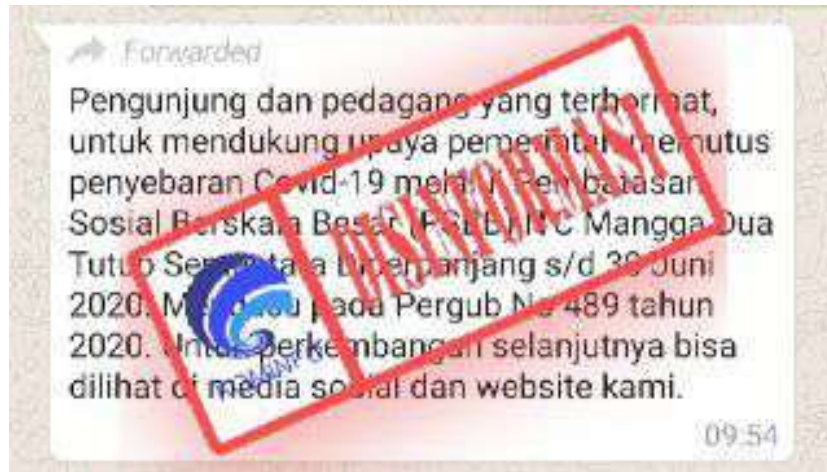 Forwarded
Pengunjung dan pedagang yang terhormat,
untuk mendukung upaya pemerintah memutus
penyebaran Covid-19 melalui Pembatasan
Sosial Berskala Besar (PSBB) ITC Mangga Dua
Tutup Sementara Diperpanjang s/d 30 Juni
2020. Mengacu pada Pergub No 489 tahun
2020. Untuk perkembangan selanjutnya bisa
dilihat di media sosial dan website kami.
09.54
DISINFORMASI
KOMINFO